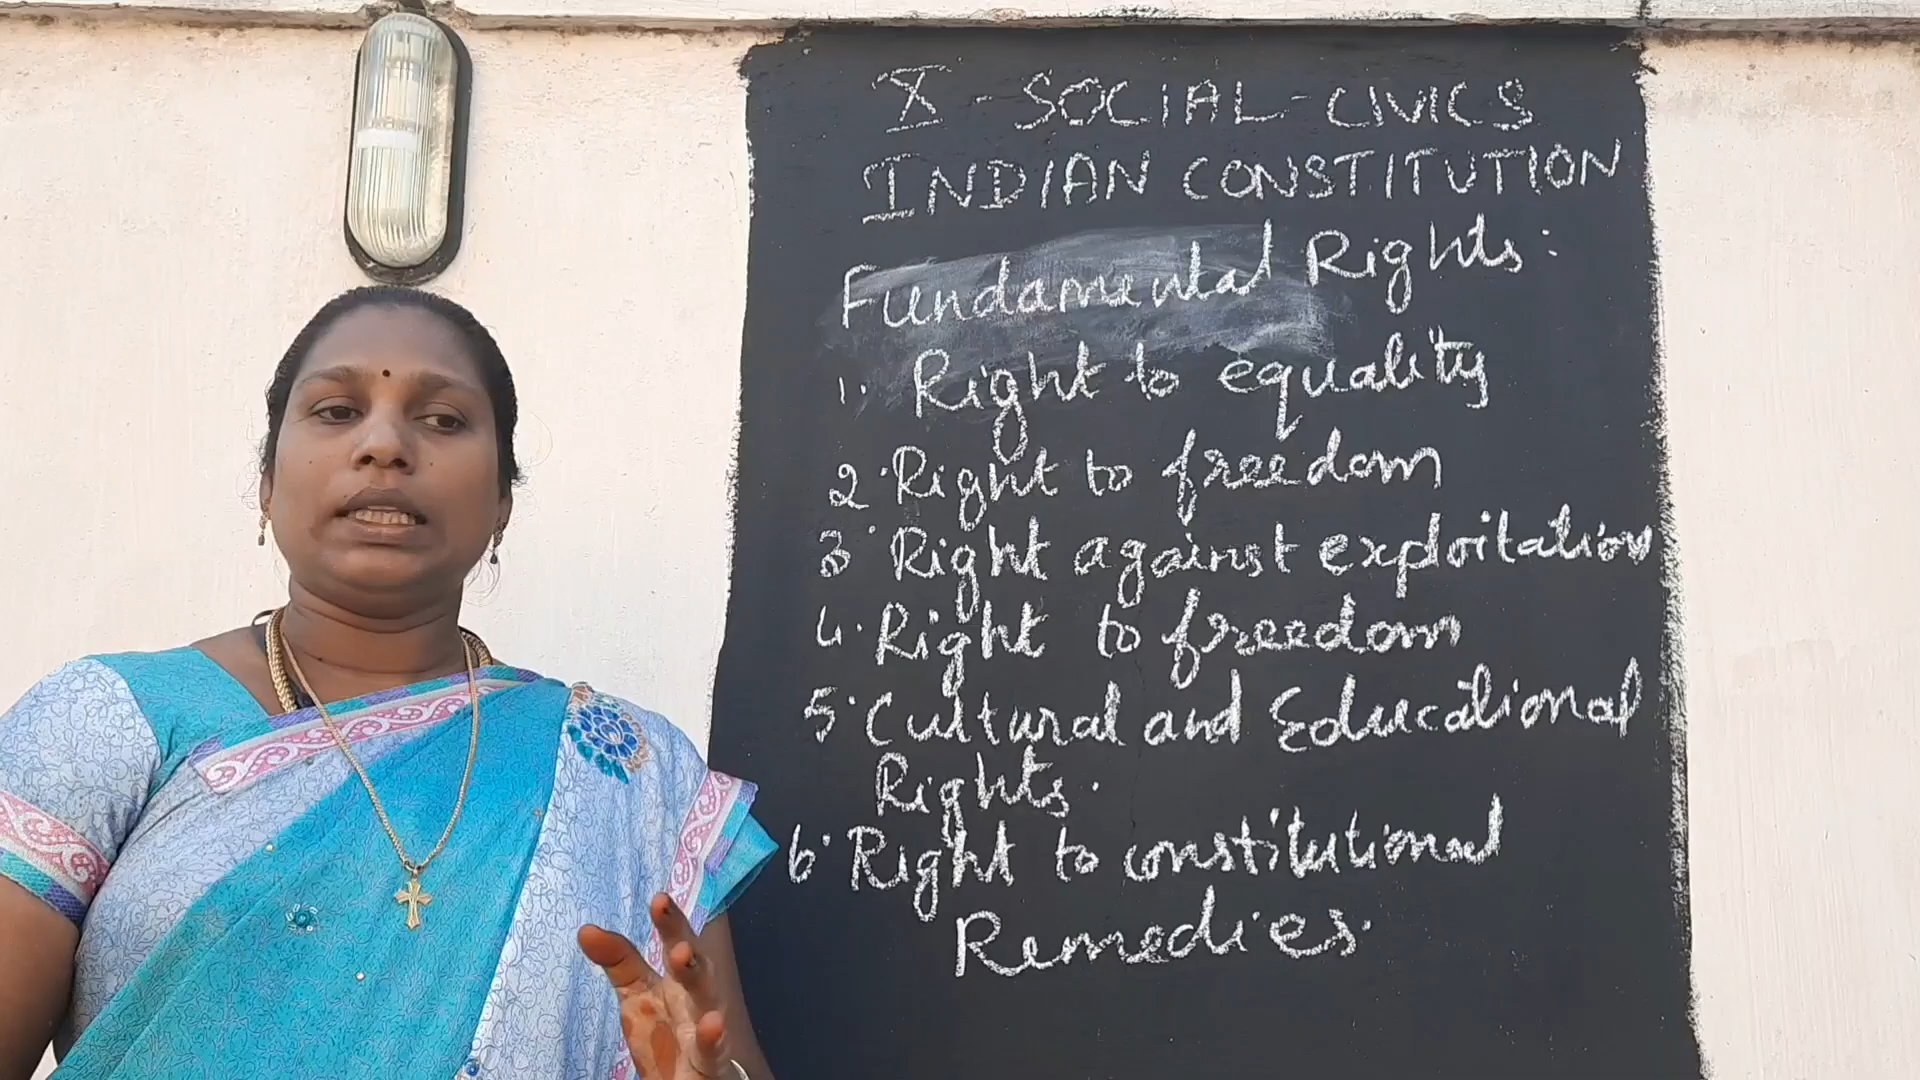 X - SOCiAL - CIVICS
INDIAN CONSTITUTION
Fundamental Rights:
1. Right to equality
2. Right to freedom
3. Right against exploitation
4. Right to freedom
5. Cultural and Educational
Rights.
6. Right to constitutional
Remedies.